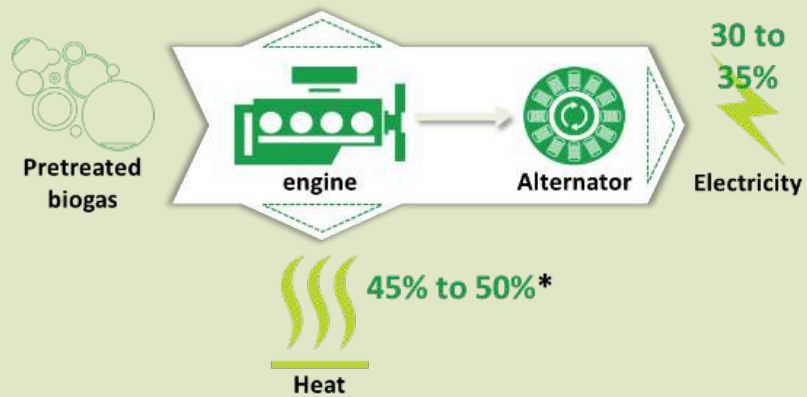 30 to
35%
Pretreated
biogas
engine
Alternator
Electricity
45% to 50%*
Heat